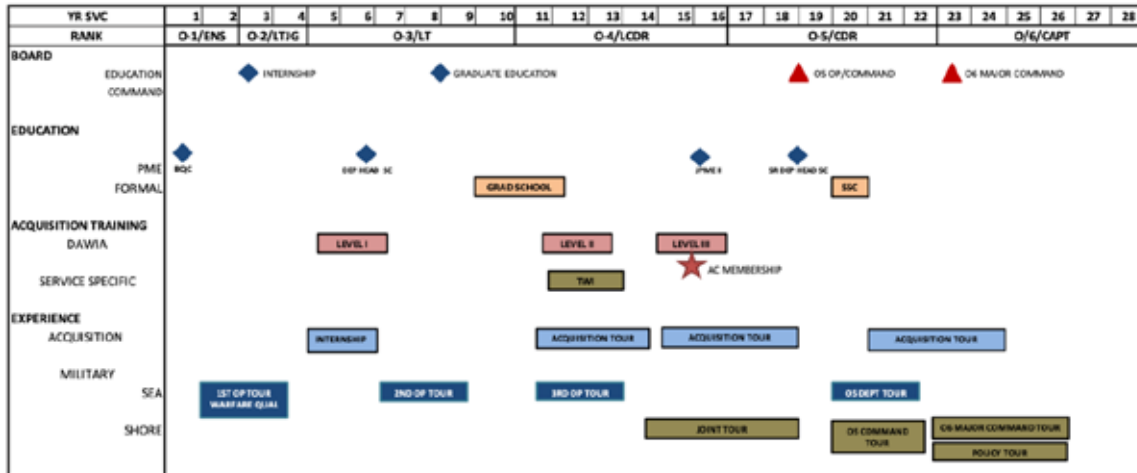 YR SVC 1 2 3 4 5 6 7 8 9 10 11 12 13 14 15 16 17 18 19 20 21 22 23 24 25 26 27 28
RANK O-1/ENS O-2/LTJG O-3/LT O-4/LCDR O-5/CDR O/6/CAPT
BOARD
EDUCATION INTERNSHIP GRADUATE EDUCATION O5 OP/COMMAND O6 MAJOR COMMAND
COMMAND
EDUCATION
PME BQC DEP HEAD SC JPME II SR DEP HEAD SC
FORMAL GRAD SCHOOL SSC
ACQUISITION TRAINING
DAWIA LEVEL I LEVEL II LEVEL III
AC MEMBERSHIP
SERVICE SPECIFIC TWI
EXPERIENCE
ACQUISITION INTERNSHIP ACQUISITION TOUR ACQUISITION TOUR ACQUISITION TOUR
MILITARY
SEA 1ST OP TOUR WARFARE QUAL 2ND OP TOUR 3RD OP TOUR O5 DEPT TOUR
SHORE JOINT TOUR O5 COMMAND TOUR O6 MAJOR COMMAND TOUR
POLICY TOUR